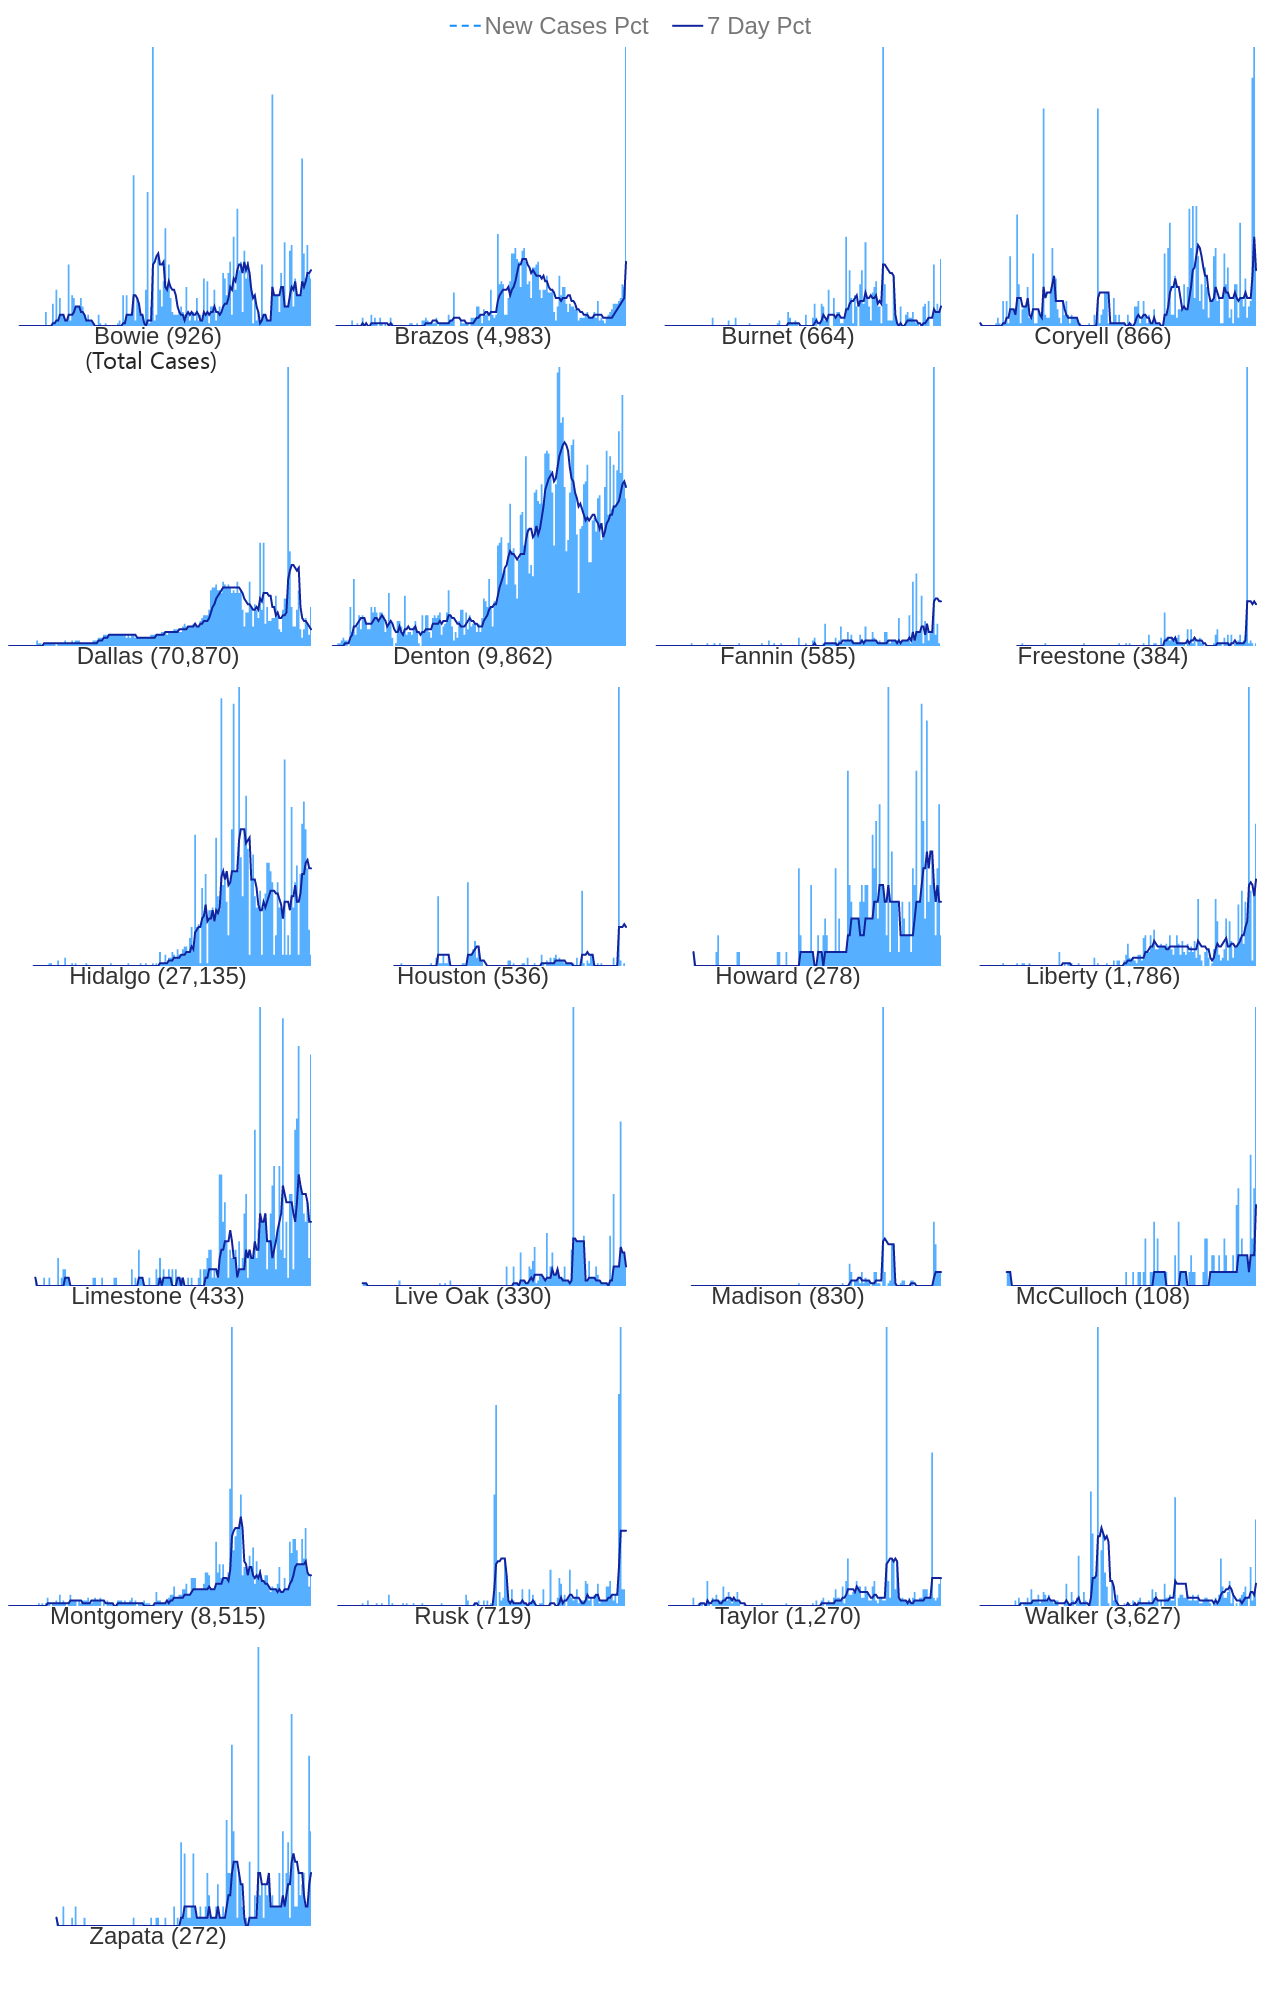 New Cases Pct 7 Day Pct
Bowie (926) Brazos (4,983) Burnet (664) Coryell (866)
(Total Cases)
Dallas (70,870) Denton (9,862) Fannin (585) Freestone (384)
Hidalgo (27,135) Houston (536) Howard (278) Liberty (1,786)
Limestone (433) Live Oak (330) Madison (830) McCulloch (108)
Montgomery (8,515) Rusk (719) Taylor (1,270) Walker (3,627)
Zapata (272)